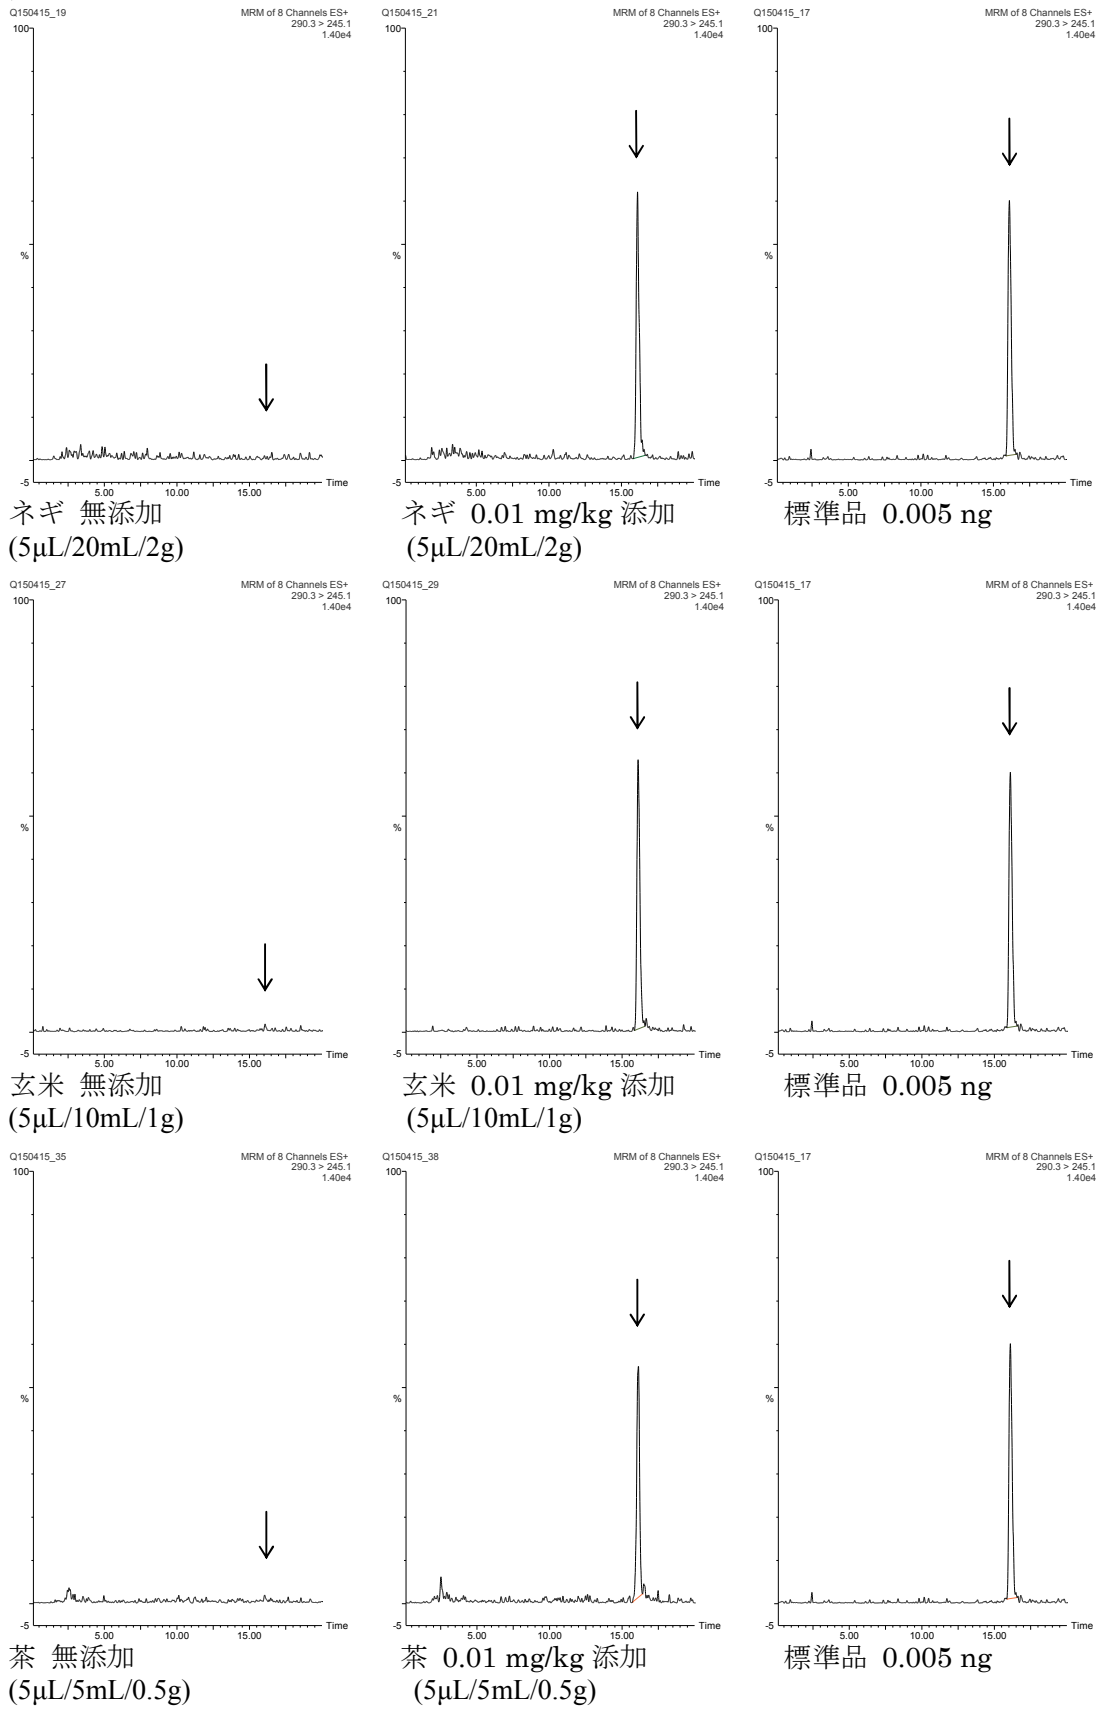 Q150415_19
MRM of 8 Channels ES+
290.3 > 245.1
1.40e4
100
%
-5
5.00 10.00 15.00
Time
ネギ 無添加
(5μL/20mL/2g)
Q150415_21
MRM of 8 Channels ES+
290.3 > 245.1
1.40e4
100
%
-5
5.00 10.00 15.00
Time
ネギ 0.01 mg/kg 添加
(5μL/20mL/2g)
Q150415_17
MRM of 8 Channels ES+
290.3 > 245.1
1.40e4
100
%
-5
5.00 10.00 15.00
Time
標準品 0.005 ng
Q150415_27
MRM of 8 Channels ES+
290.3 > 245.1
1.40e4
100
%
-5
5.00 10.00 15.00
Time
玄米 無添加
(5μL/10mL/1g)
Q150415_29
MRM of 8 Channels ES+
290.3 > 245.1
1.40e4
100
%
-5
5.00 10.00 15.00
Time
玄米 0.01 mg/kg 添加
(5μL/10mL/1g)
Q150415_17
MRM of 8 Channels ES+
290.3 > 245.1
1.40e4
100
%
-5
5.00 10.00 15.00
Time
標準品 0.005 ng
Q150415_35
MRM of 8 Channels ES+
290.3 > 245.1
1.40e4
100
%
-5
5.00 10.00 15.00
Time
茶 無添加
(5μL/5mL/0.5g)
Q150415_38
MRM of 8 Channels ES+
290.3 > 245.1
1.40e4
100
%
-5
5.00 10.00 15.00
Time
茶 0.01 mg/kg 添加
(5μL/5mL/0.5g)
Q150415_17
MRM of 8 Channels ES+
290.3 > 245.1
1.40e4
100
%
-5
5.00 10.00 15.00
Time
標準品 0.005 ng